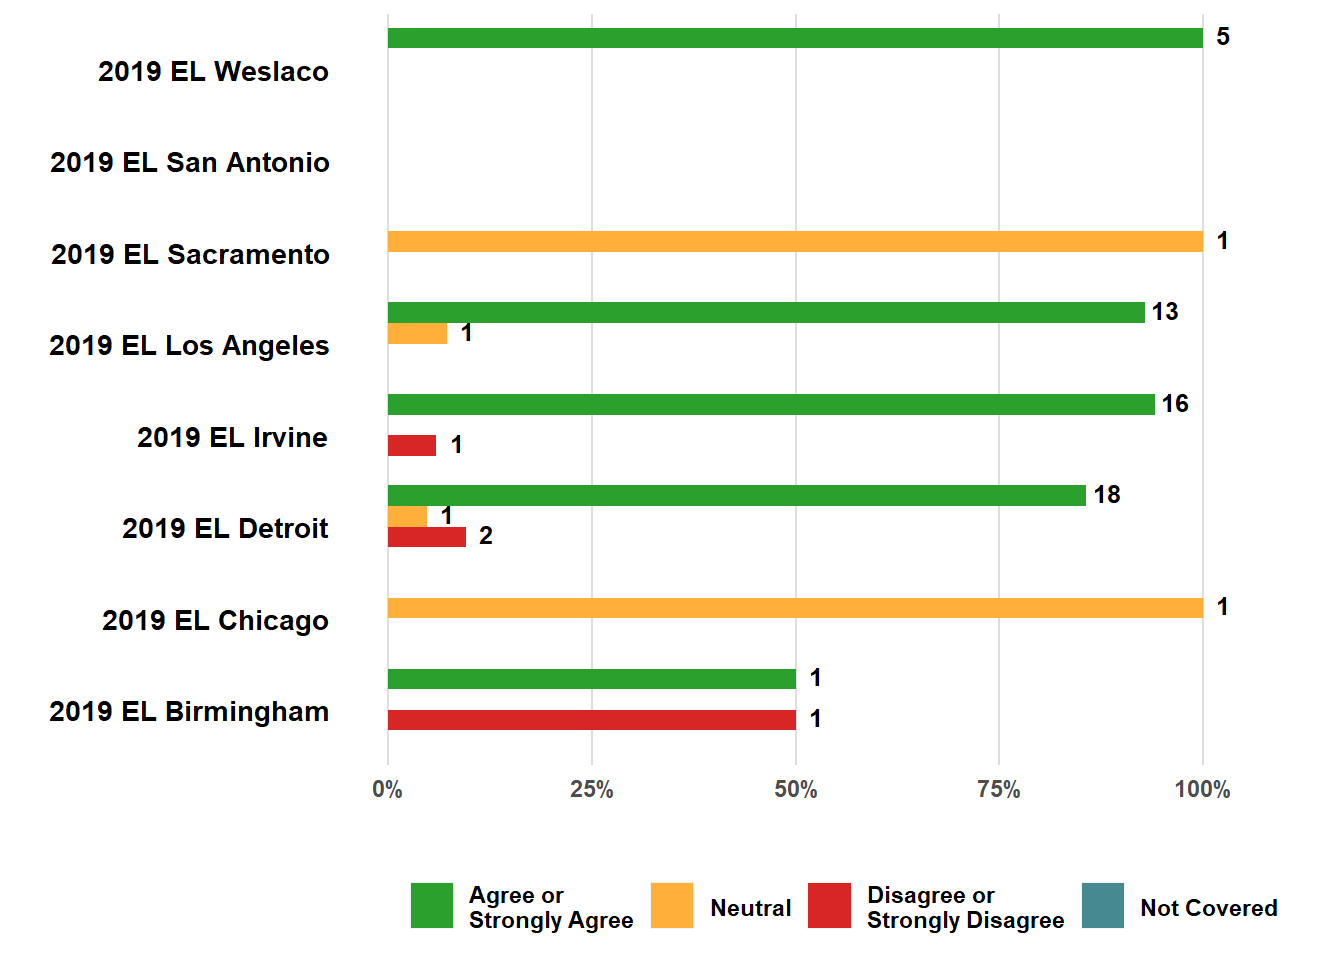 5
2019 EL Weslaco
2019 EL San Antonio
1
2019 EL Sacramento
13
1
2019 EL Los Angeles
16
2019 EL Irvine
1
18
1
2019 EL Detroit
2
1
2019 EL Chicago
1
2019 EL Birmingham
1
0% 25% 50% 75% 100%
Agree or
Strongly Agree
Neutral
Disagree or
Strongly Disagree
Not Covered